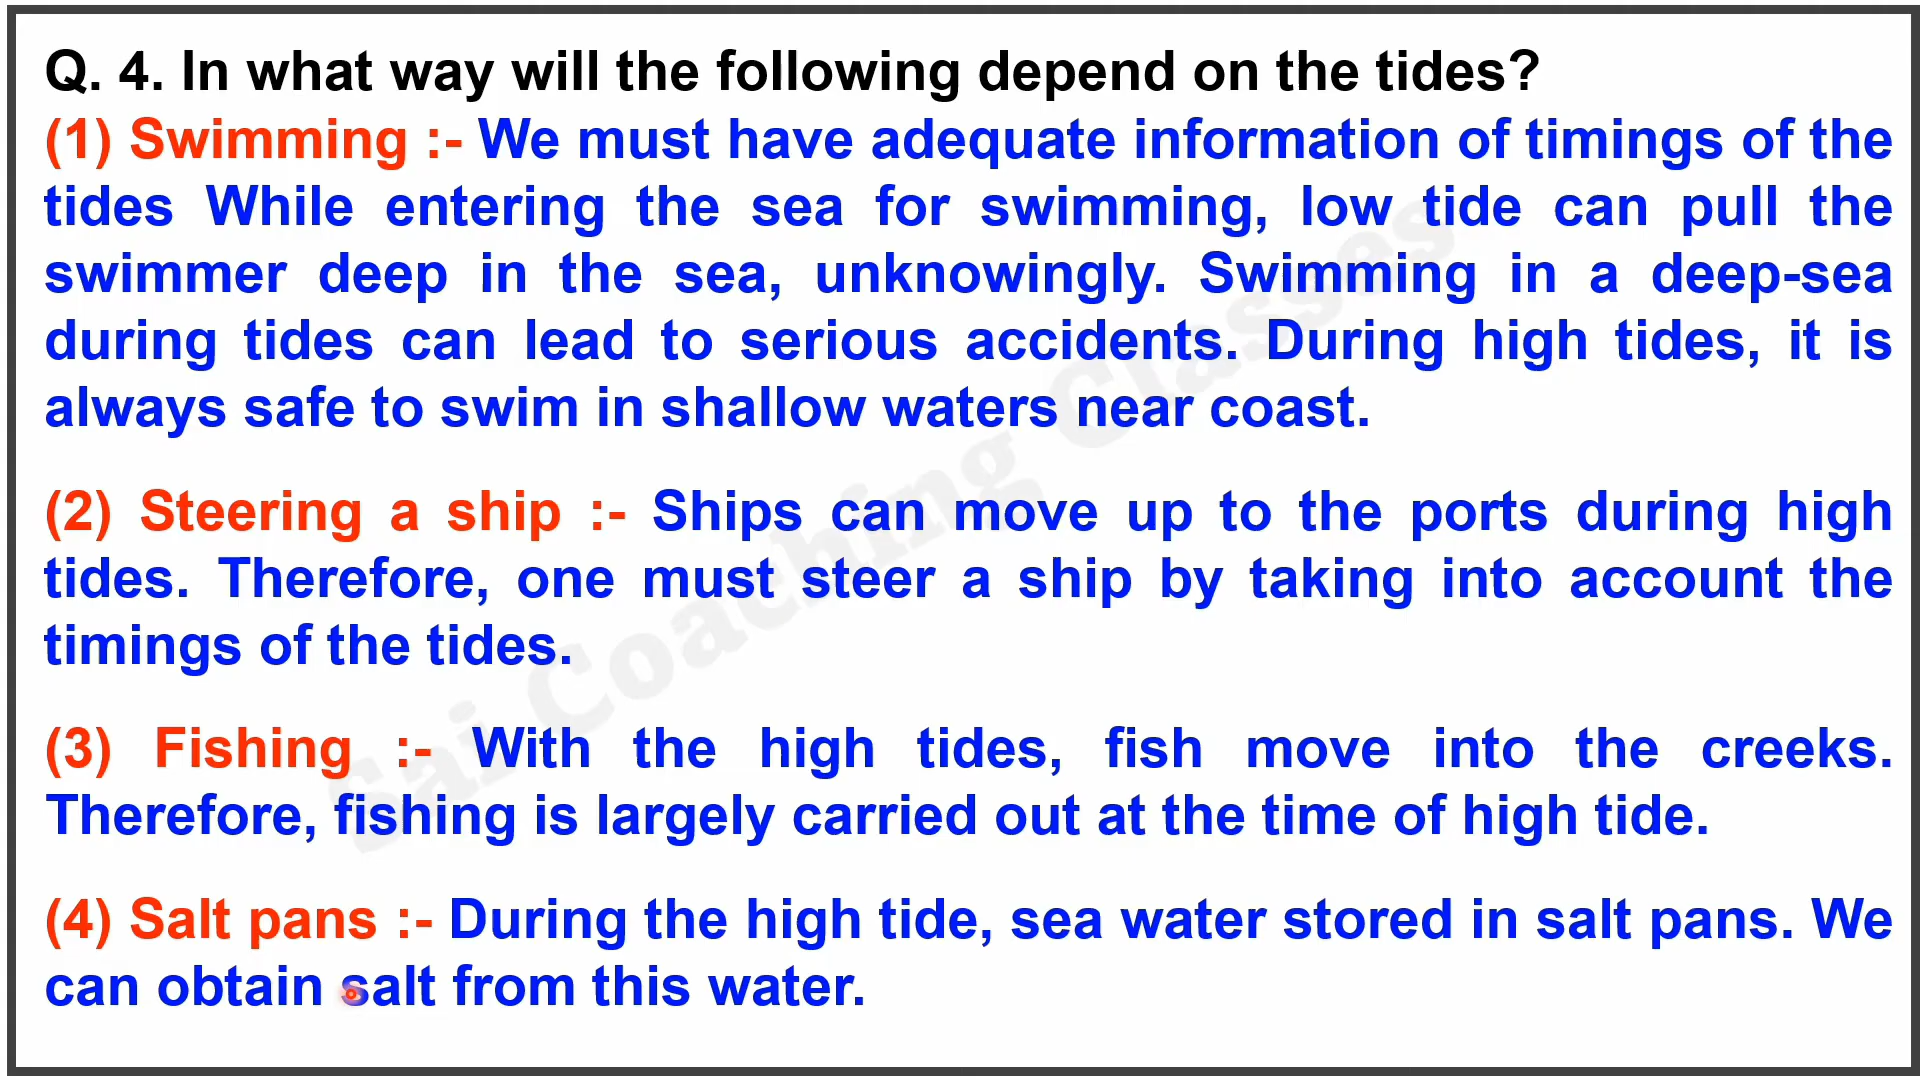 Q. 4. In what way will the following depend on the tides?
(1) Swimming :- We must have adequate information of timings of the
tides While entering the sea for swimming, low tide can pull the
swimmer deep in the sea, unknowingly. Swimming in a deep-sea
during tides can lead to serious accidents. During high tides, it is
always safe to swim in shallow waters near coast.
(2) Steering a ship :- Ships can move up to the ports during high
tides. Therefore, one must steer a ship by taking into account the
timings of the tides.
(3) Fishing :- With the high tides, fish move into the creeks.
Therefore, fishing is largely carried out at the time of high tide.
(4) Salt pans :- During the high tide, sea water stored in salt pans. We
can obtain salt from this water.
Sai Coaching Classes